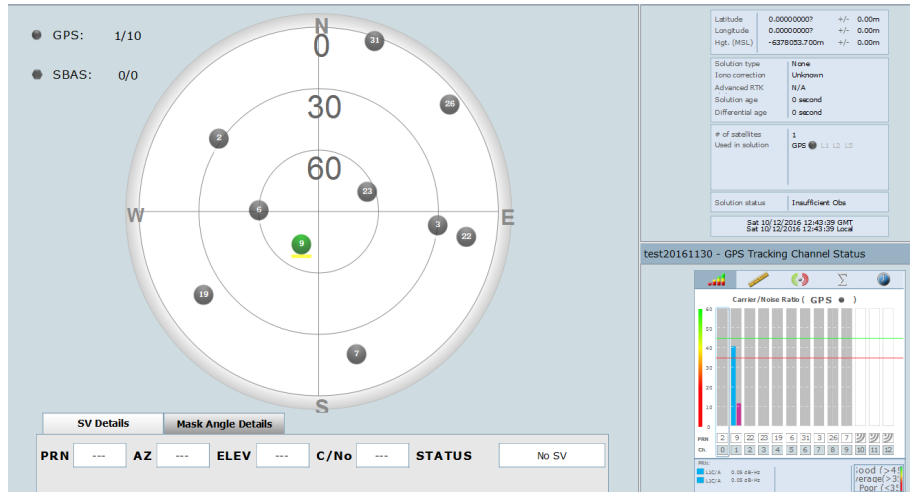 GPS: 1/10
SBAS: 0/0
N
0
30
60
W
E
S
31
26
2
23
6
3
22
9
19
7
SV Details Mask Angle Details
PRN --- AZ --- ELEV --- C/No --- STATUS No SV
Latitude 0.00000000? +/- 0.00m
Longitude 0.00000000? +/- 0.00m
Hgt. (MSL) -6378053.700m +/- 0.00m
Solution type None
Iono correction Unknown
Advanced RTK N/A
Solution age 0 second
Differential age 0 second
# of satellites 1
Used in solution GPS L1 L2 L5
Solution status Insufficient Obs
Sat 10/12/2016 12:43:39 GMT
Sat 10/12/2016 12:43:39 Local
test20161130 - GPS Tracking Channel Status
Σ
Carrier/Noise Ratio ( GPS )
60
50
40
30
20
10
0
PRN 2 9 22 23 19 6 31 3 26 7
Ch. 0 1 2 3 4 5 6 7 8 9 10 11 12
PRN:
L1C/A 0.05 dB-Hz
L1C/A 0.05 dB-Hz
Poor (<35